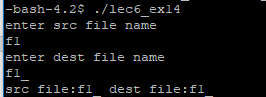 -bash-4.2$ ./lec6_ex14
enter src file name
f1
enter dest file name
f1_
src file:f1_ dest file:f1_